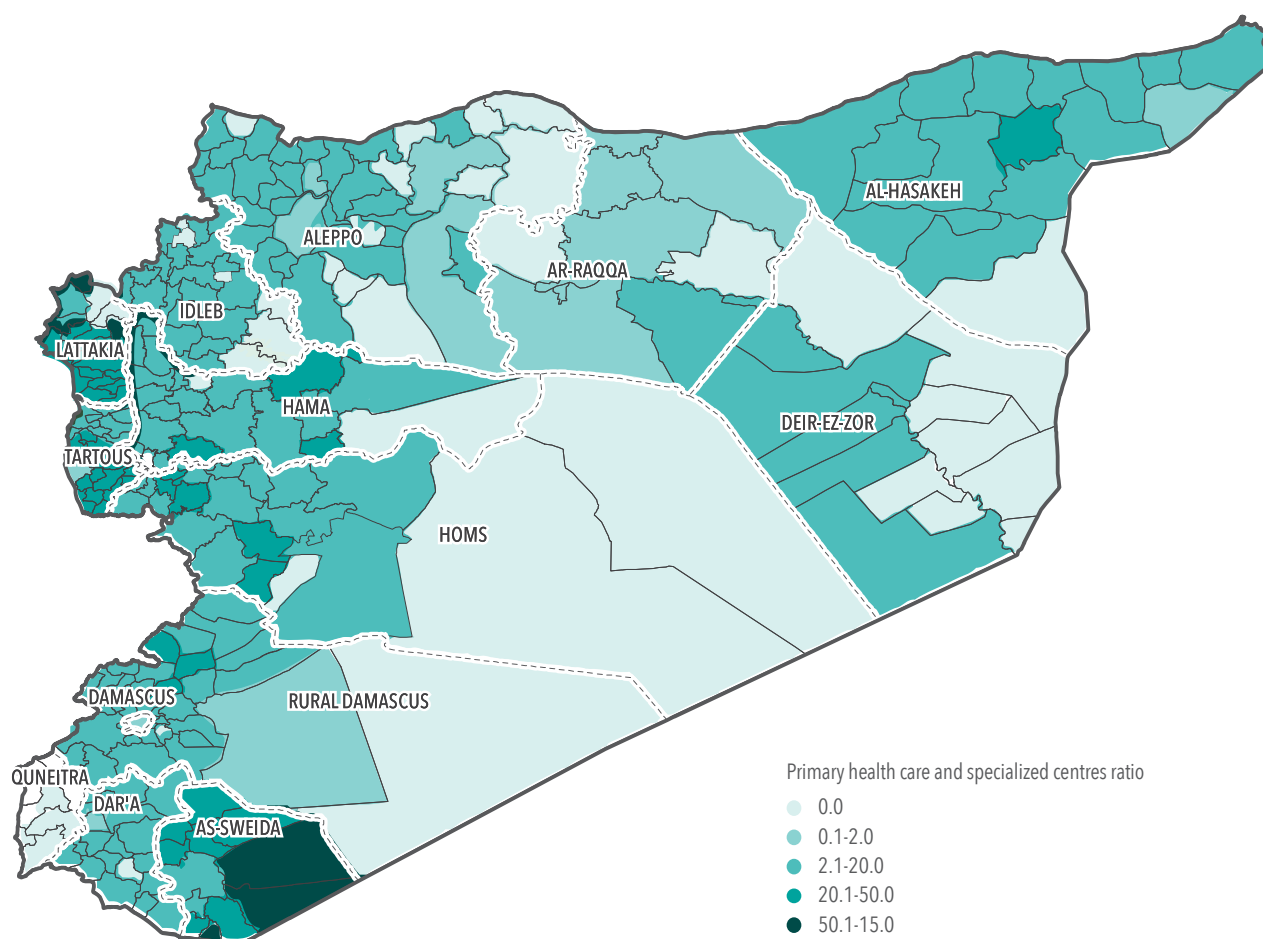 AL-HASAKEH
ALEPPO
AR-RAQQA
IDLEB
LATTAKIA
HAMA
DEIR-EZ-ZOR
TARTOUS
HOMS
DAMASCUS
RURAL DAMASCUS
QUNEITRA
DAR'A
AS-SWEIDA
Primary health care and specialized centres ratio
0.0
0.1-2.0
2.1-20.0
20.1-50.0
50.1-15.0